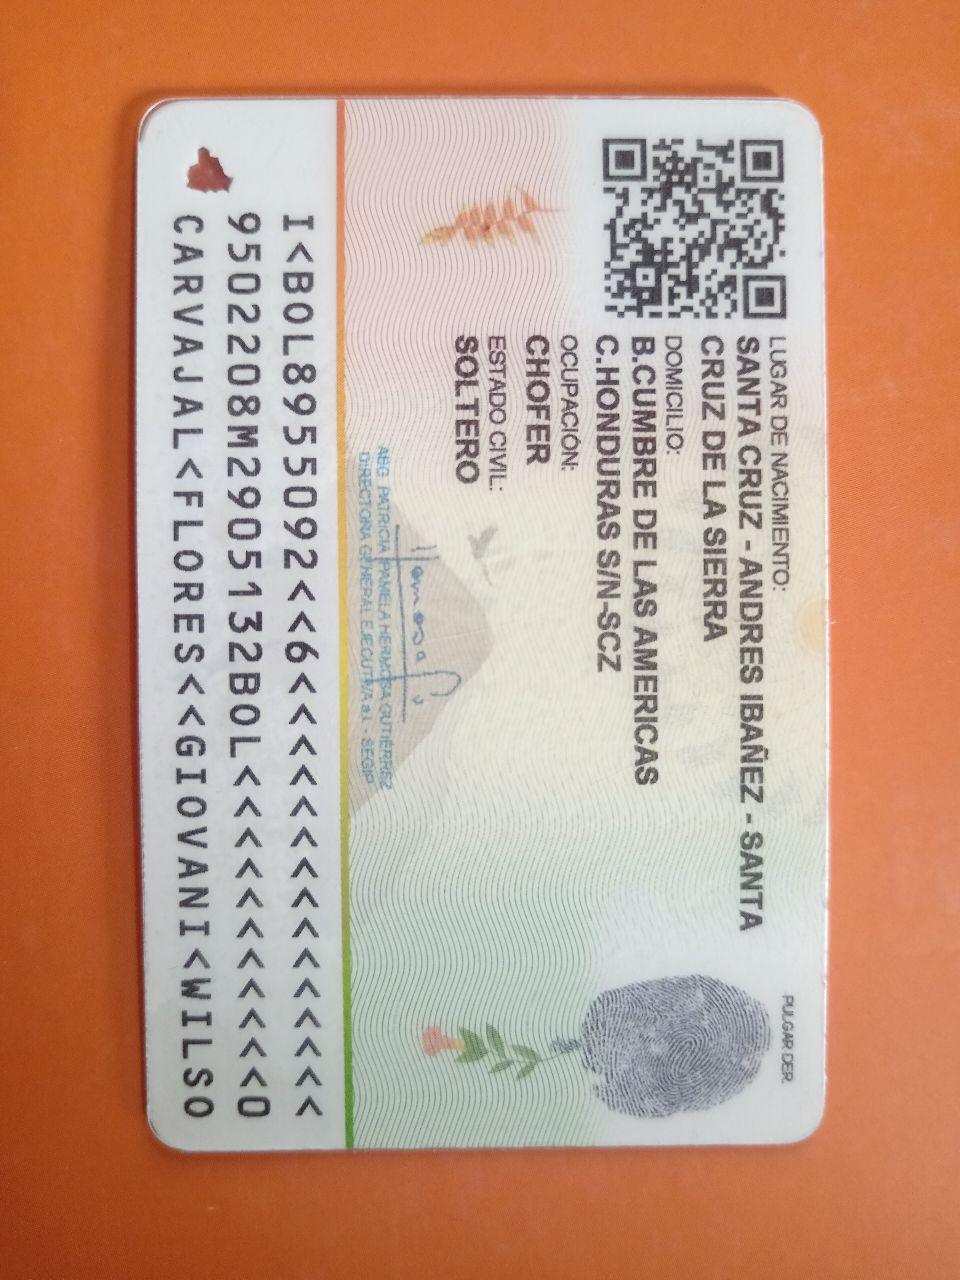 LUGAR DE NACIMIENTO:
SANTA CRUZ - ANDRES IBAÑEZ - SANTA
CRUZ DE LA SIERRA
DOMICILIO:
B.CUMBRE DE LAS AMERICAS
C.HONDURAS S/N-SCZ
OCUPACIÓN:
CHOFER
ESTADO CIVIL:
SOLTERO
PULGAR DER.
ABG. PATRICIA PAMELA HERMOSA GUTIÉRREZ
DIRECTORA GENERAL EJECUTIVA a.i. - SEGIP
I<BOL8955092<<6<<<<<<<<<<<<<<<
9502208M2905132BOL<<<<<<<<<<<0
CARVAJAL<FLORES<<GIOVANI<WILSO